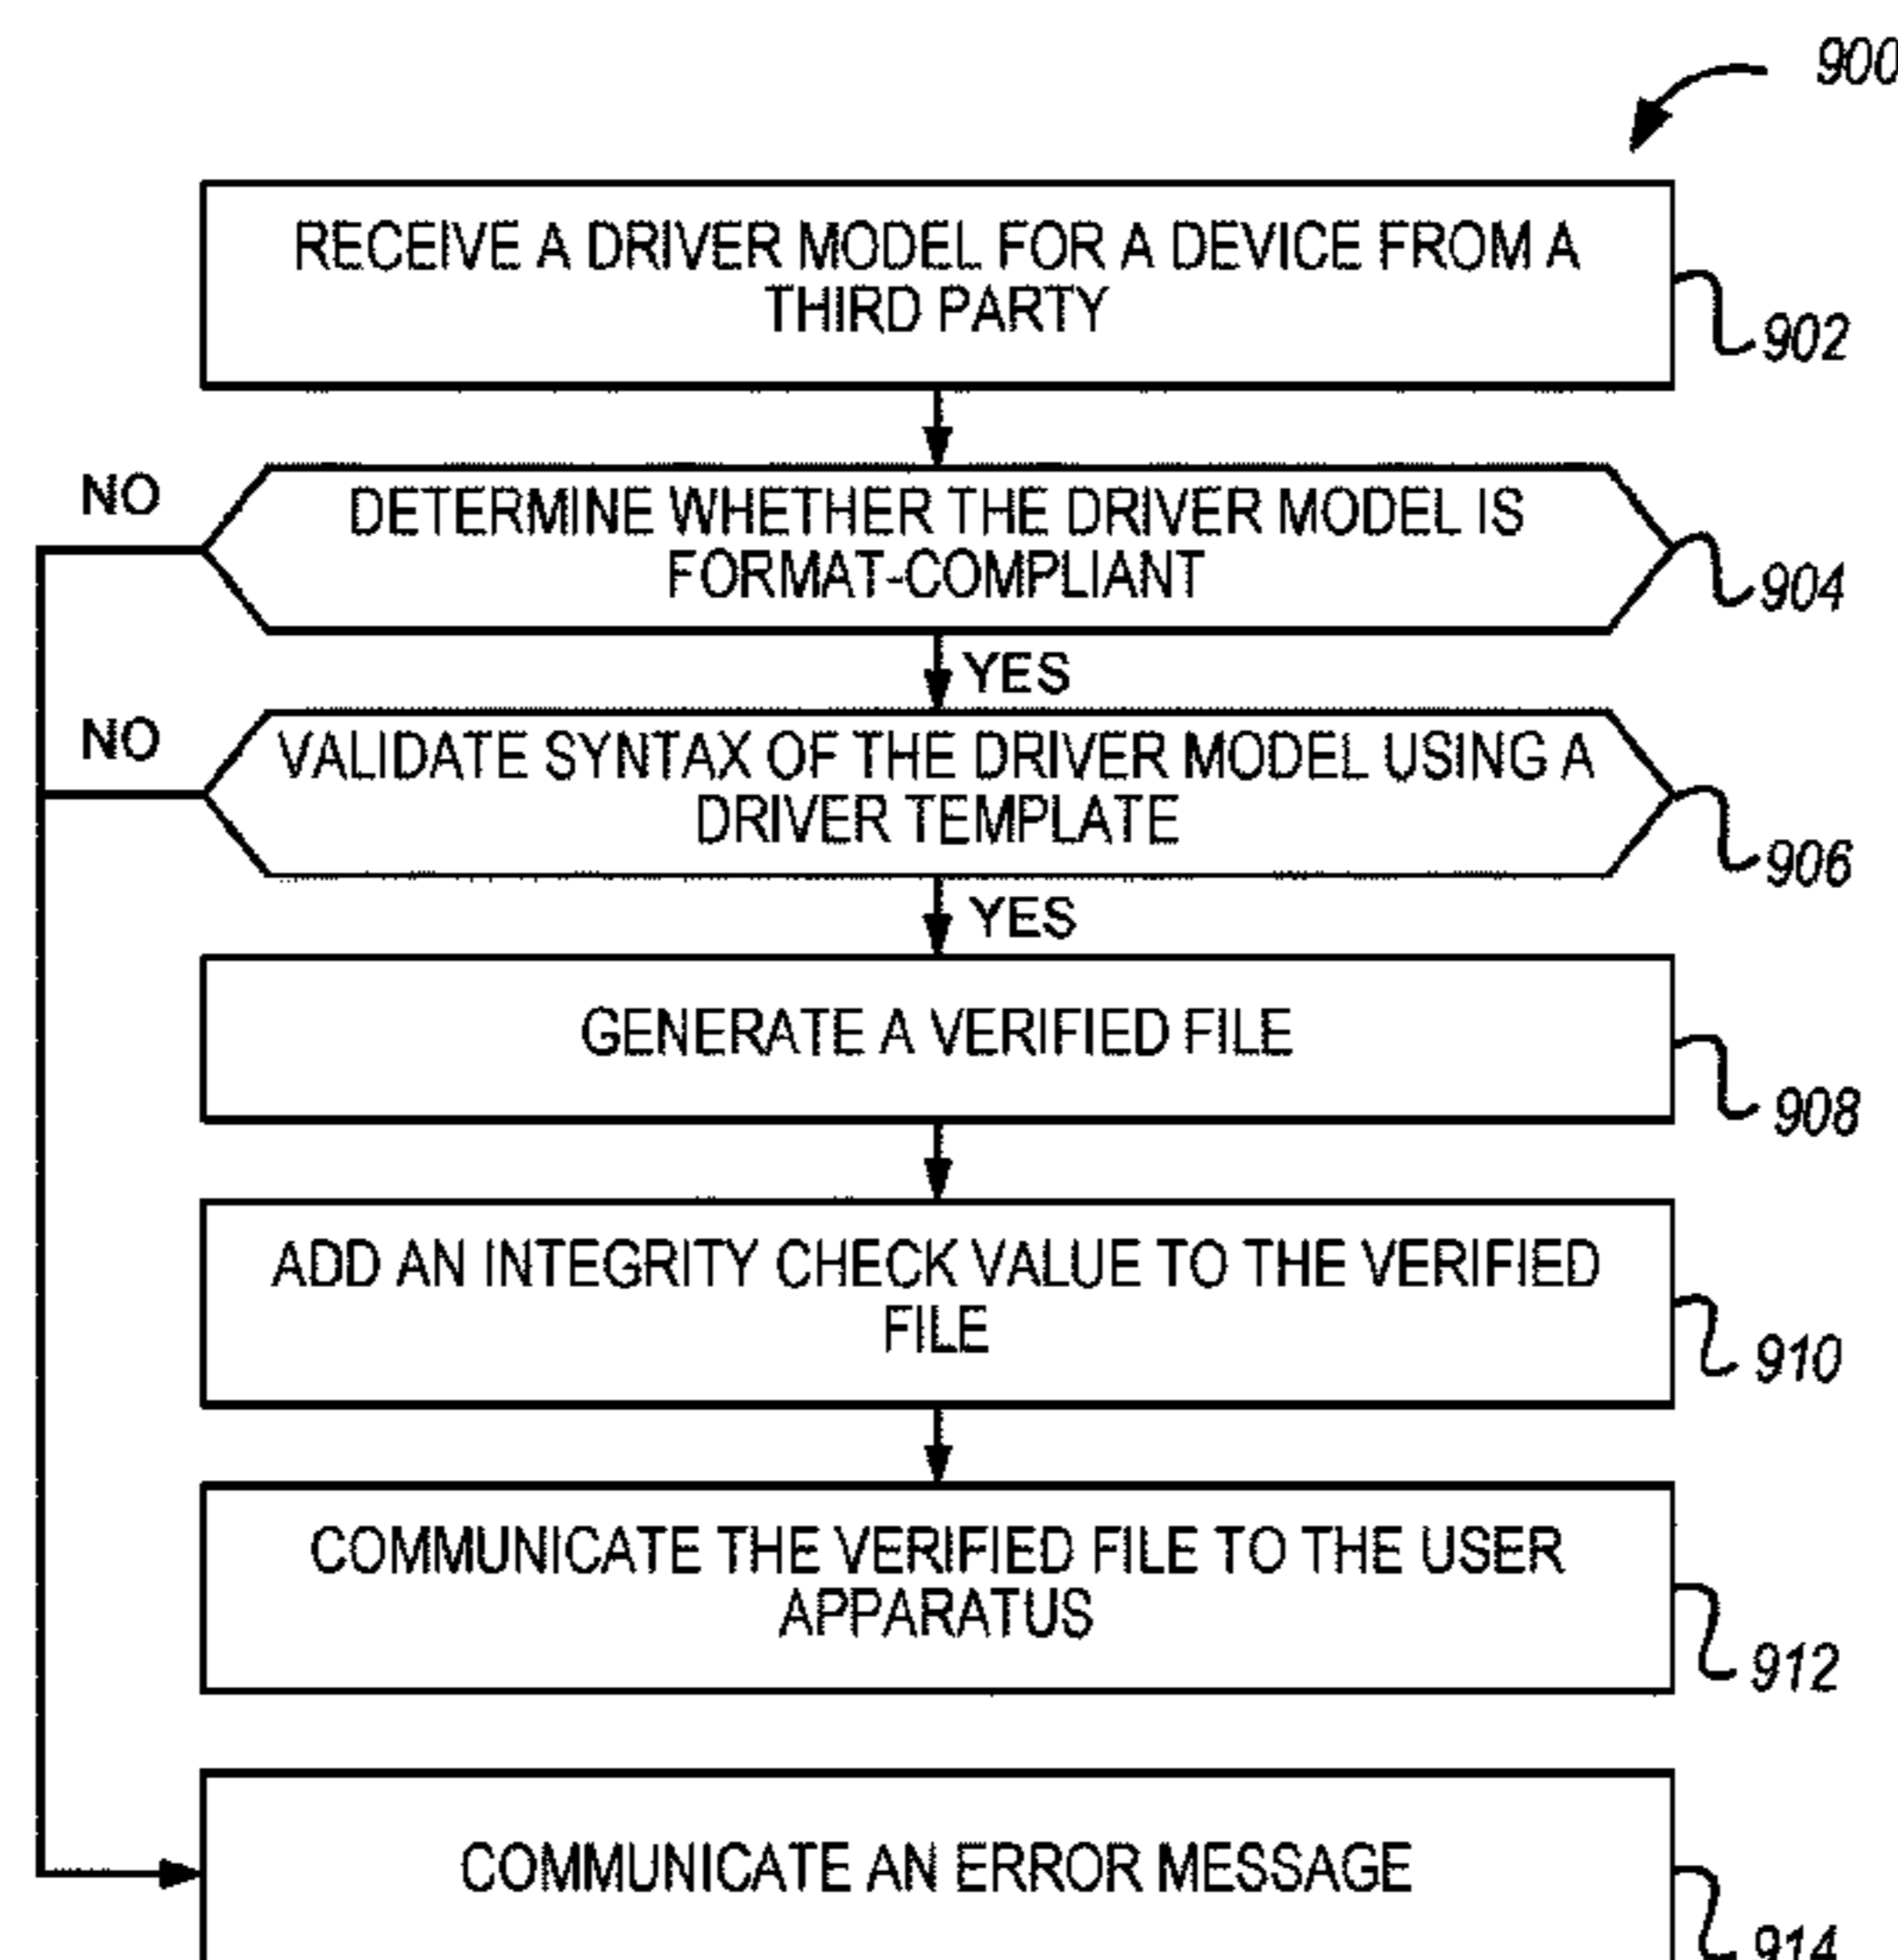 900
RECEIVE A DRIVER MODEL FOR A DEVICE FROM A
THIRD PARTY
902
NO
DETERMINE WHETHER THE DRIVER MODEL IS
FORMAT-COMPLIANT
904
YES
NO
VALIDATE SYNTAX OF THE DRIVER MODEL USING A
DRIVER TEMPLATE
906
YES
GENERATE A VERIFIED FILE
908
ADD AN INTEGRITY CHECK VALUE TO THE VERIFIED
FILE
910
COMMUNICATE THE VERIFIED FILE TO THE USER
APPARATUS
912
COMMUNICATE AN ERROR MESSAGE
914